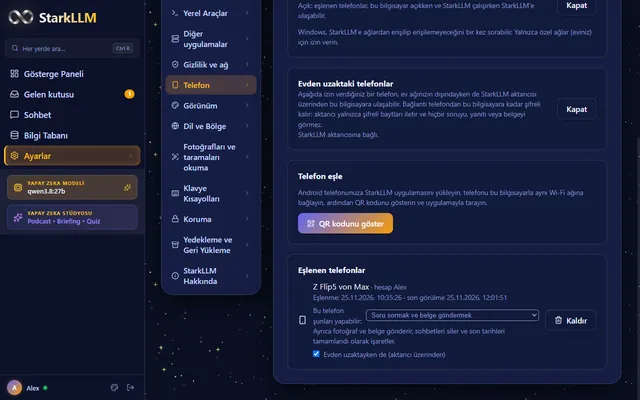 StarkLLM
Her yerde ara...
Ctrl K
Gösterge Paneli
Gelen kutusu
1
Sohbet
Bilgi Tabanı
Ayarlar
YAPAY ZEKA MODELİ
qwen3.8:27b
YAPAY ZEKA STÜDYOSU
Podcast • Briefing • Quiz
A
Alex
Yerel Araçlar
Diğer
uygulamalar
Gizlilik ve ağ
Telefon
Görünüm
Dil ve Bölge
Fotoğrafları ve
taramaları
okuma
Klavye
Kısayolları
Koruma
Yedekleme ve
Geri Yükleme
StarkLLM
Hakkında
Açık: eşlenen telefonlar, bu bilgisayar açıkken ve StarkLLM çalışırken StarkLLM'e
ulaşabilir.
Kapat
Windows, StarkLLM'e ağlardan erişilip erişilemeyeceğini bir kez sorabilir. Yalnızca özel ağlar (eviniz)
için izin verin.
Evden uzaktaki telefonlar
Aşağıda izin verdiğiniz bir telefon, ev ağınızın dışındayken de StarkLLM aktarıcısı
üzerinden bu bilgisayara ulaşabilir. Bağlantı telefondan bu bilgisayara kadar şifreli
kalır: aktarıcı yalnızca şifreli baytları iletir ve hiçbir soruyu, yanıtı veya belgeyi
görmez.
StarkLLM aktarıcısına bağlı.
Kapat
Telefon eşle
Android telefonunuza StarkLLM uygulamasını yükleyin, telefonu bu bilgisayarla aynı Wi-Fi ağına
bağlayın, ardından QR kodunu gösterin ve uygulamayla tarayın.
QR kodunu göster
Eşlenen telefonlar
Z Flip5 von Max · hesap Alex
Eşlenme: 25.11.2026. 10:35:26 · son görülme 25.11.2026. 12:01:51
Bu telefon
şunları yapabilir:
Soru sormak ve belge göndermek
Ayrıca fotoğraf ve belge gönderir, sohbetleri siler ve son tarihleri
tamamlandı olarak işaretler.
Evden uzaktayken de (aktarıcı üzerinden)
Kaldır